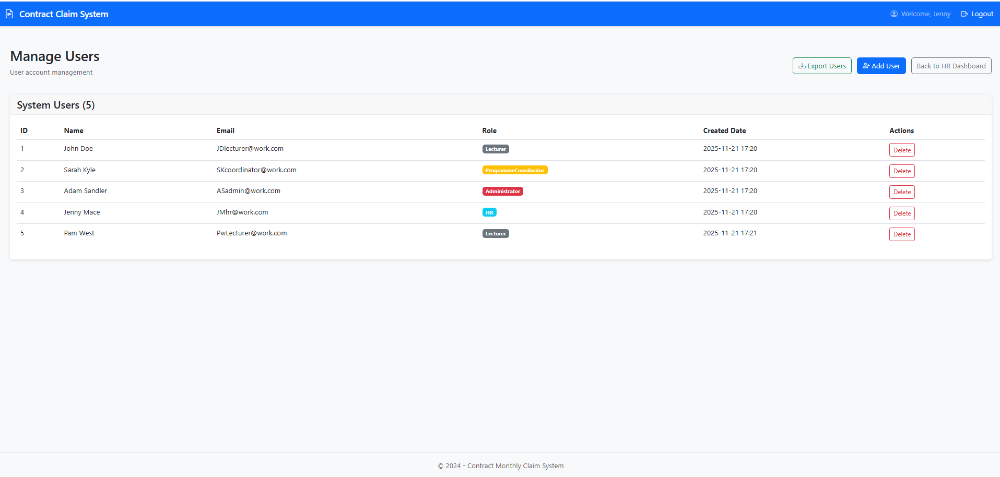 Contract Claim System Welcome, Jenny Logout
Manage Users
User account management
Export Users Add User Back to HR Dashboard
System Users (5)
ID Name Email Role Created Date Actions
1 John Doe JDlecturer@work.com Lecturer 2025-11-21 17:20 Delete
2 Sarah Kyle SKcoordinator@work.com ProgrammeCoordinator 2025-11-21 17:20 Delete
3 Adam Sandler ASadmin@work.com Administrator 2025-11-21 17:20 Delete
4 Jenny Mace JMhr@work.com HR 2025-11-21 17:20 Delete
5 Pam West PwLecturer@work.com Lecturer 2025-11-21 17:21 Delete
© 2024 - Contract Monthly Claim System